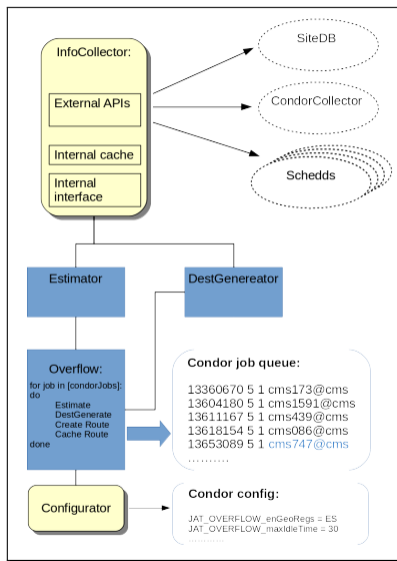 InfoCollector:
External APIs
Internal cache
Internal
interface
SiteDB
CondorCollector
Schedds
Estimator
DestGenereator
Overflow:
for job in [condorJobs]:
do
Estimate
DestGenerate
Create Route
Cache Route
done
Condor job queue:
13360670 5 1 cms173@cms
13604180 5 1 cms1591@cms
13611167 5 1 cms439@cms
13618154 5 1 cms086@cms
13653089 5 1 cms747@cms
..........
Configurator
Condor config:
JAT_OVERFLOW_enGeoRegs = ES
JAT_OVERFLOW_maxIdleTime = 30
..........